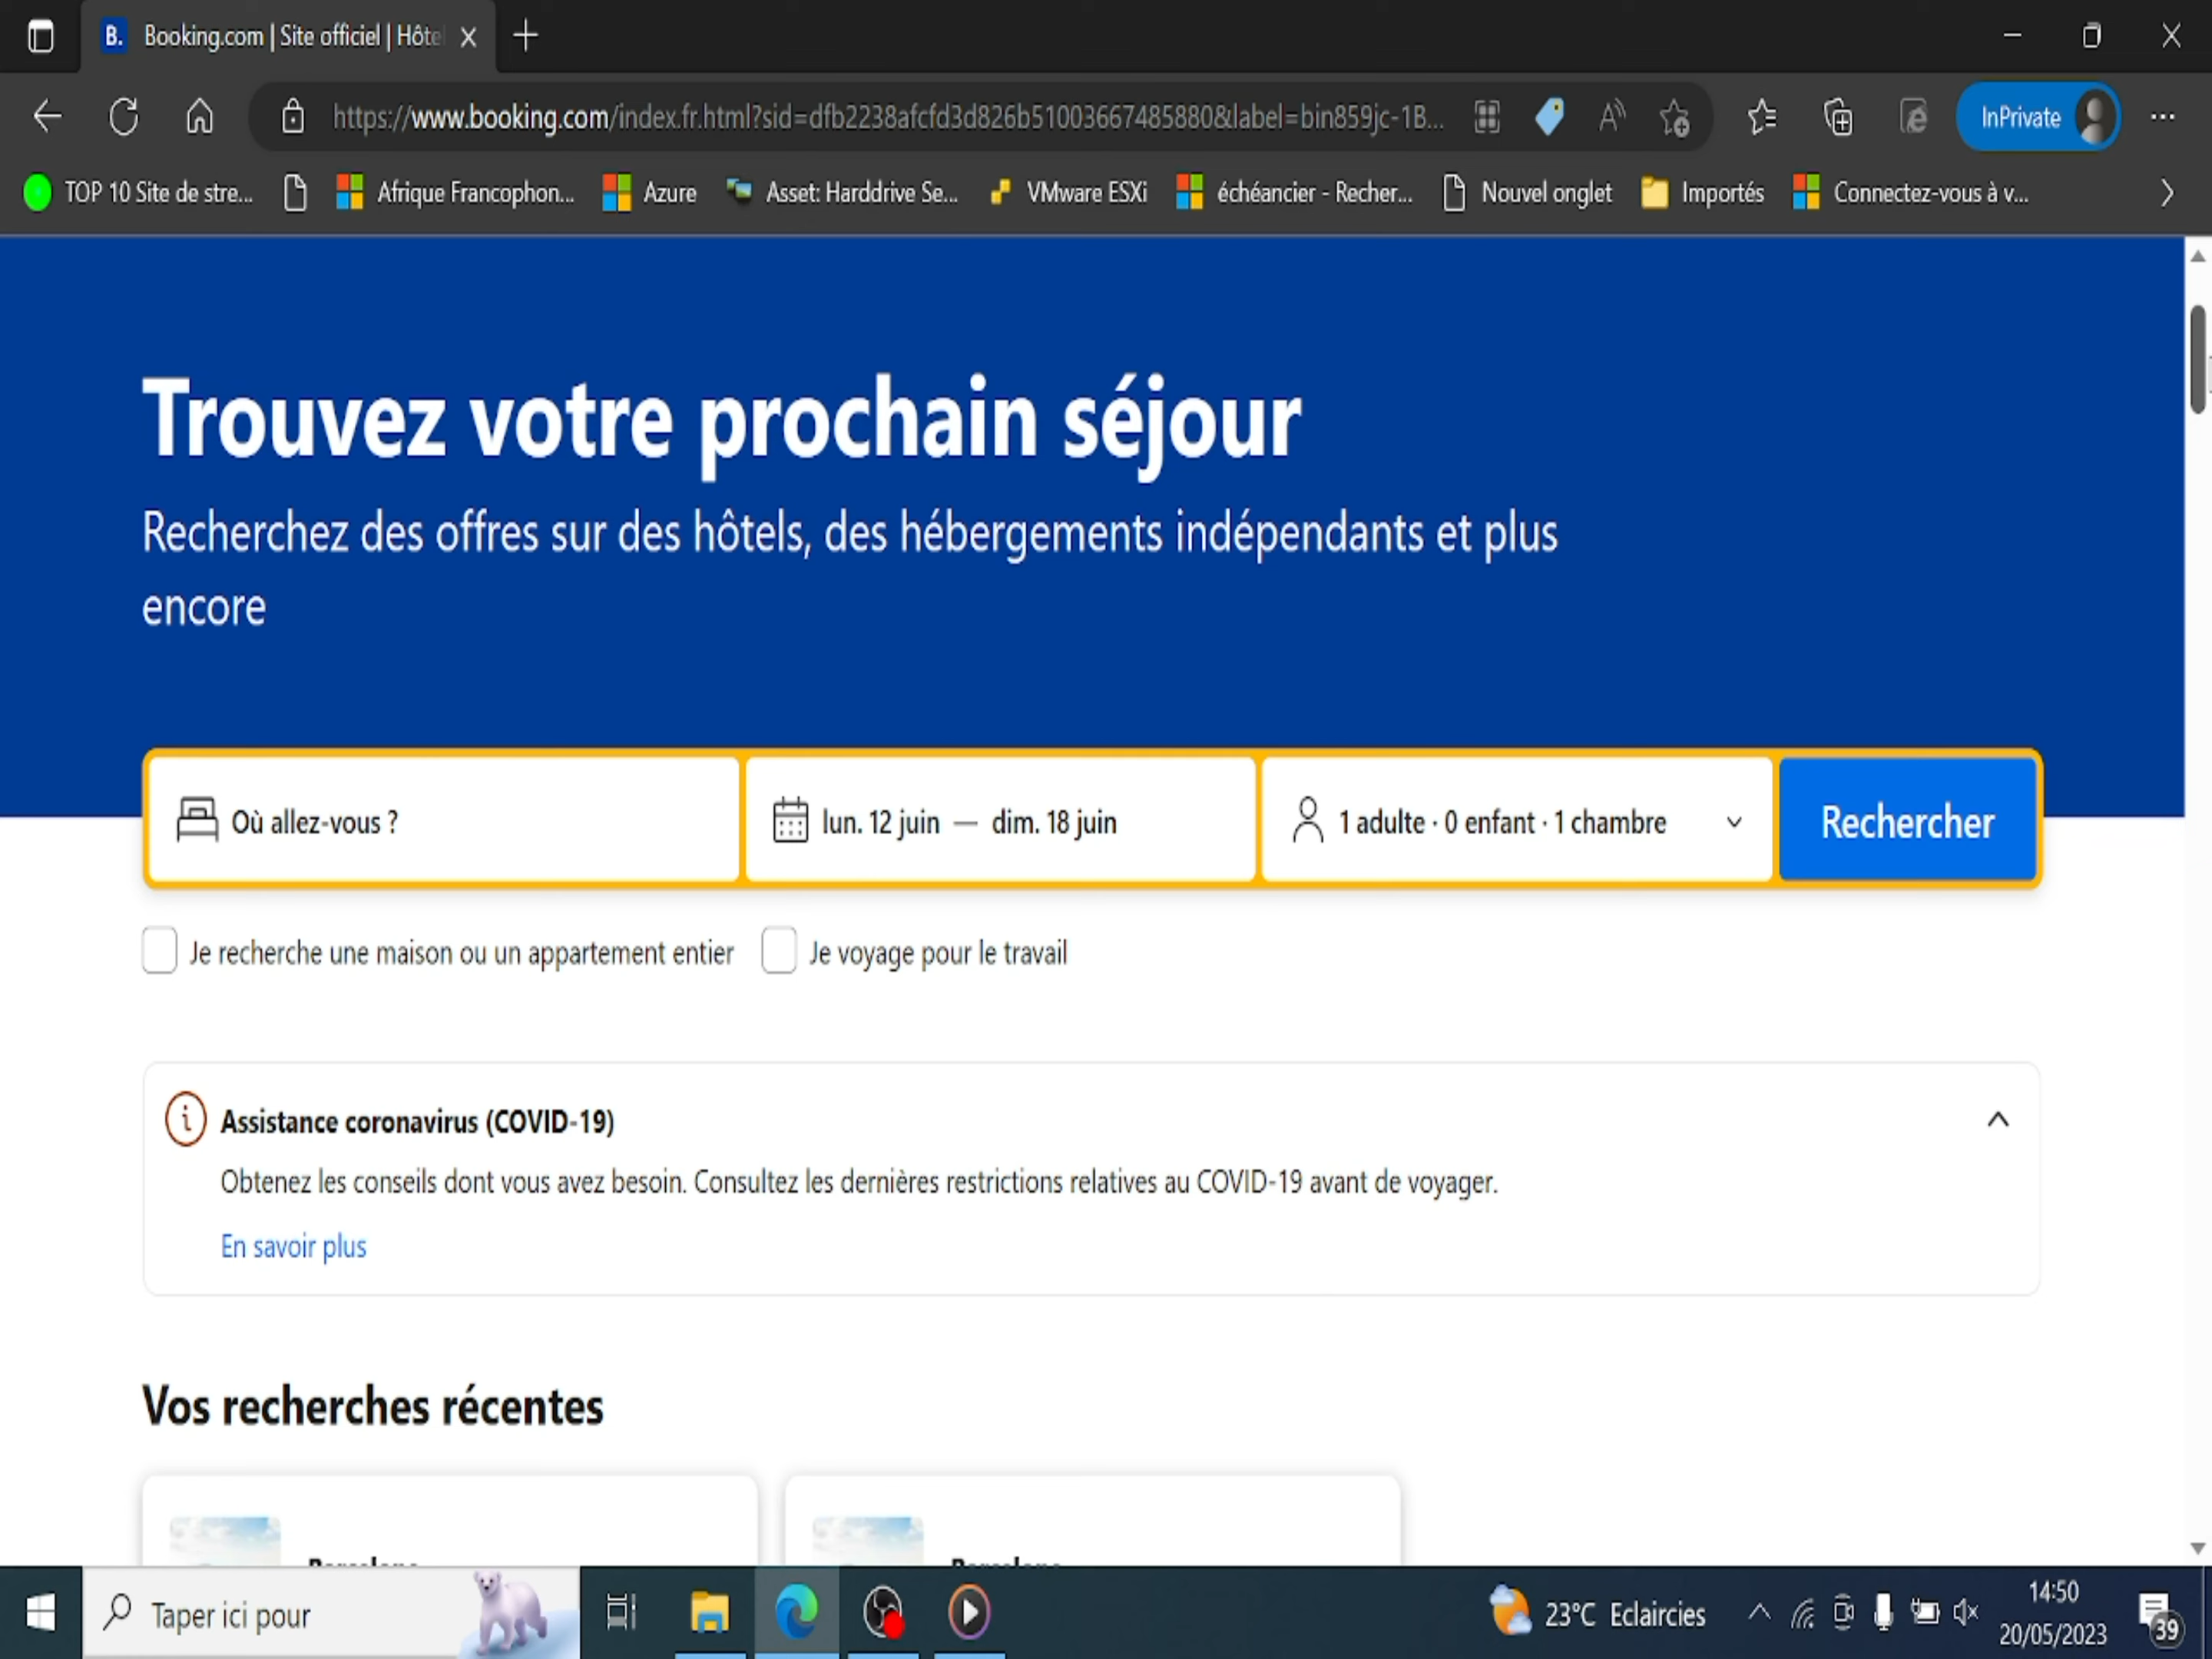 B. Booking.com | Site officiel | Hôte
https://www.booking.com/index.fr.html?sid=dfb2238afcfd3d826b51003667485880&label=bin859jc-1B...
InPrivate
TOP 10 Site de stre...
Afrique Francophon...
Azure
Asset: Harddrive Se...
VMware ESXi
échéancier - Recher...
Nouvel onglet
Importés
Connectez-vous à v...
Trouvez votre prochain séjour
Recherchez des offres sur des hôtels, des hébergements indépendants et plus
encore
Où allez-vous ?
lun. 12 juin — dim. 18 juin
1 adulte · 0 enfant · 1 chambre
Rechercher
Je recherche une maison ou un appartement entier
Je voyage pour le travail
Assistance coronavirus (COVID-19)
Obtenez les conseils dont vous avez besoin. Consultez les dernières restrictions relatives au COVID-19 avant de voyager.
En savoir plus
Vos recherches récentes
Taper ici pour
23°C Eclaircies
14:50
20/05/2023
39